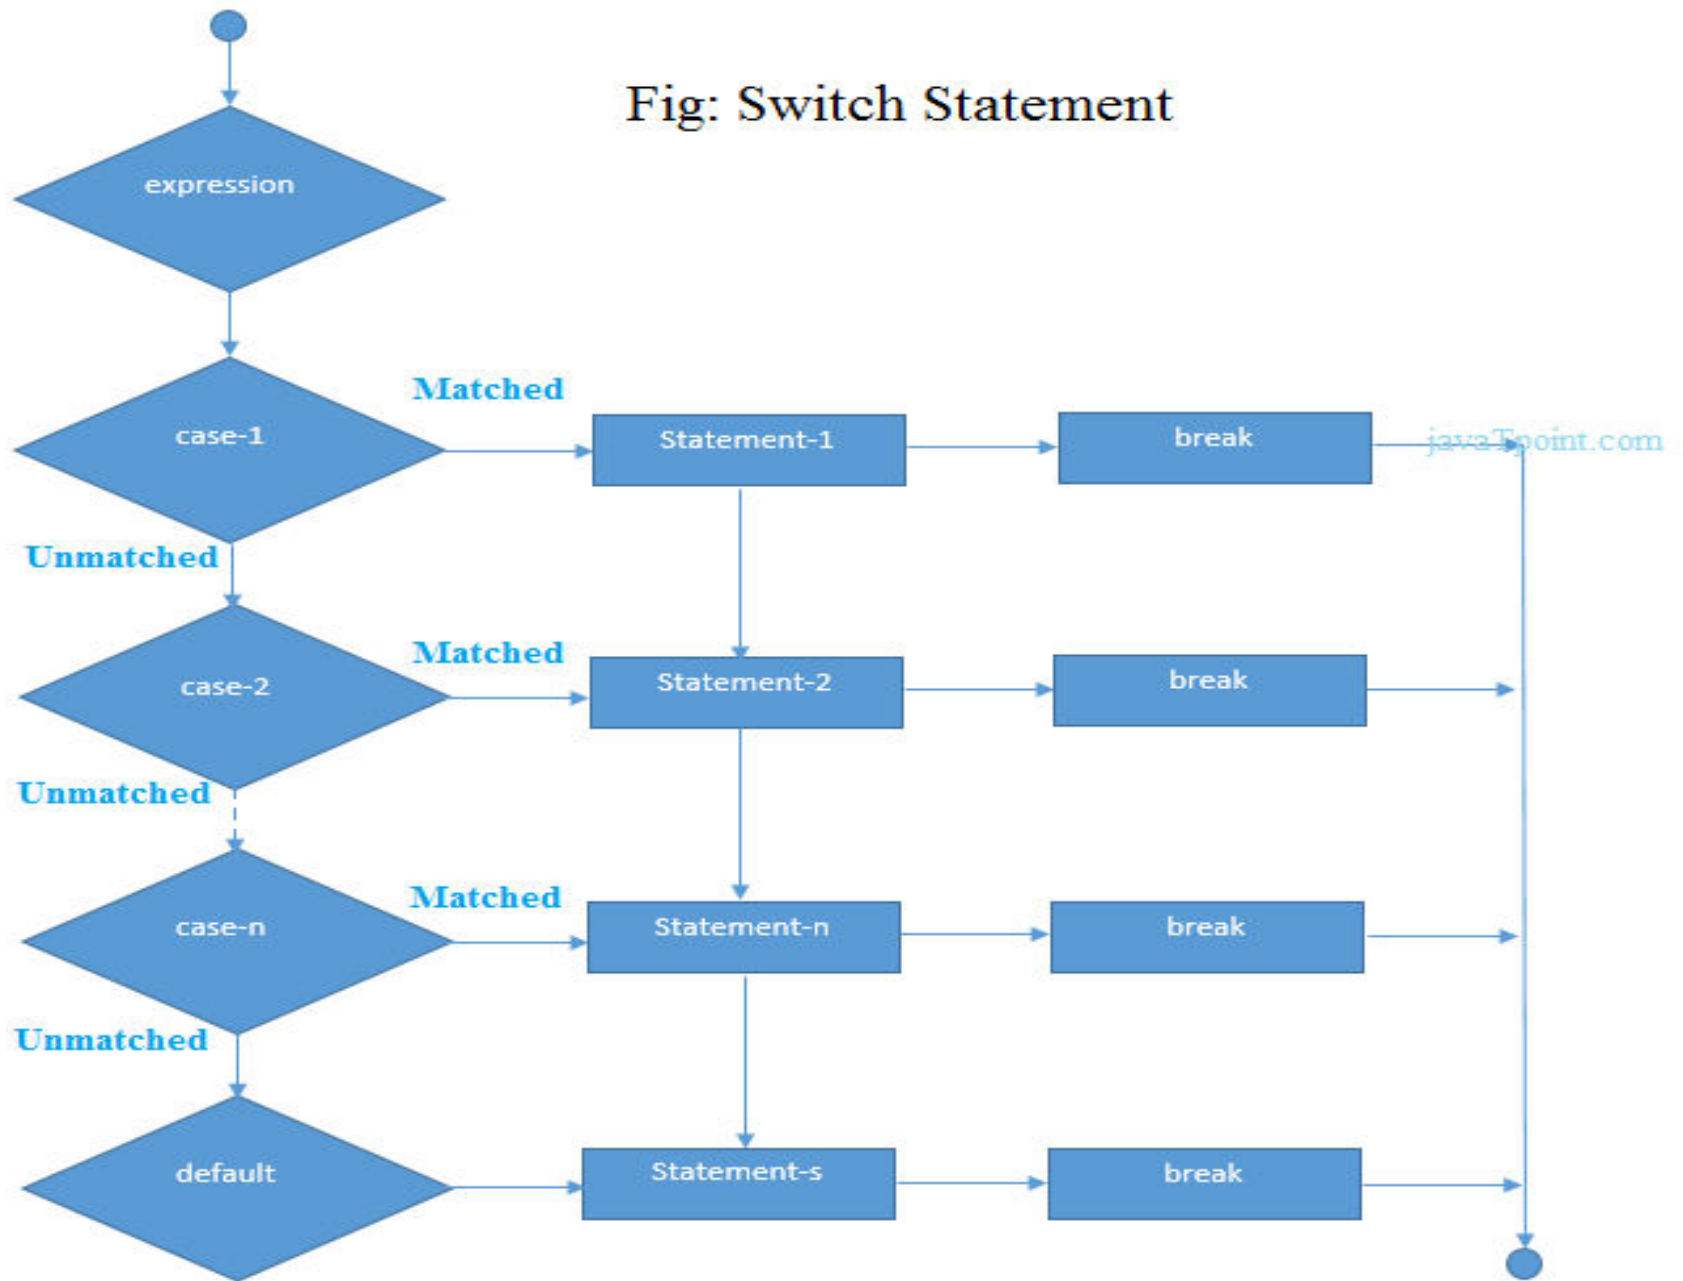 Fig: Switch Statement
expression
Matched
case-1
Statement-1
break
javaTpoint.com
Unmatched
Matched
case-2
Statement-2
break
Unmatched
Matched
case-n
Statement-n
break
Unmatched
default
Statement-s
break